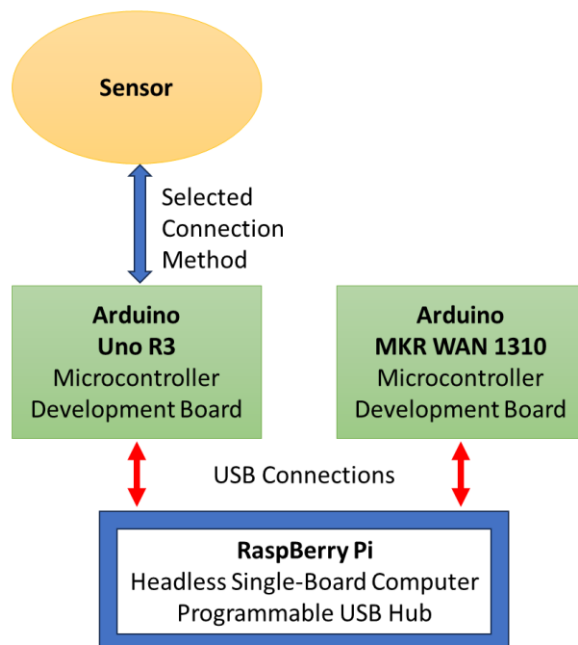 Sensor
Selected
Connection
Method
Arduino
Uno R3
Microcontroller
Development Board
Arduino
MKR WAN 1310
Microcontroller
Development Board
USB Connections
RaspBerry Pi
Headless Single-Board Computer
Programmable USB Hub